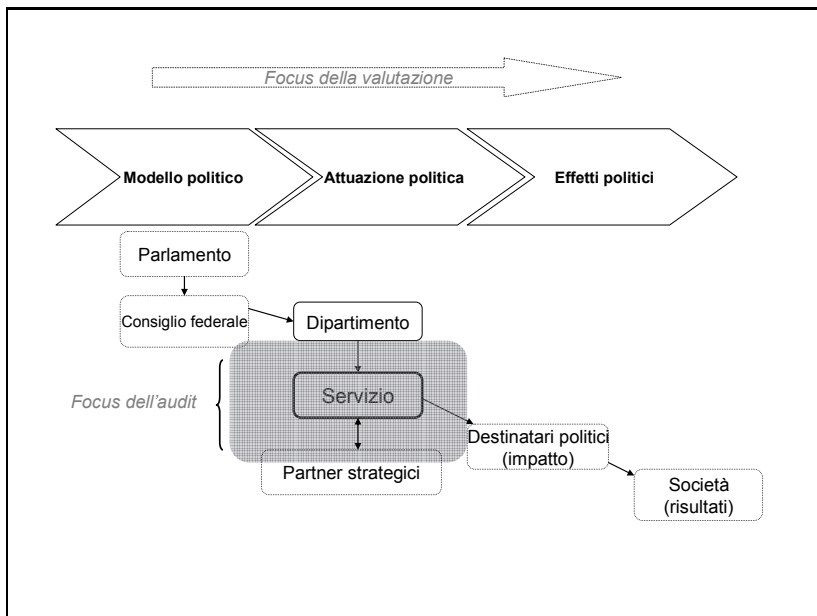 Focus della valutazione
Modello politico
Attuazione politica
Effetti politici
Parlamento
Consiglio federale
Dipartimento
Focus dell'audit
Servizio
Destinatari politici
(impatto)
Partner strategici
Società
(risultati)